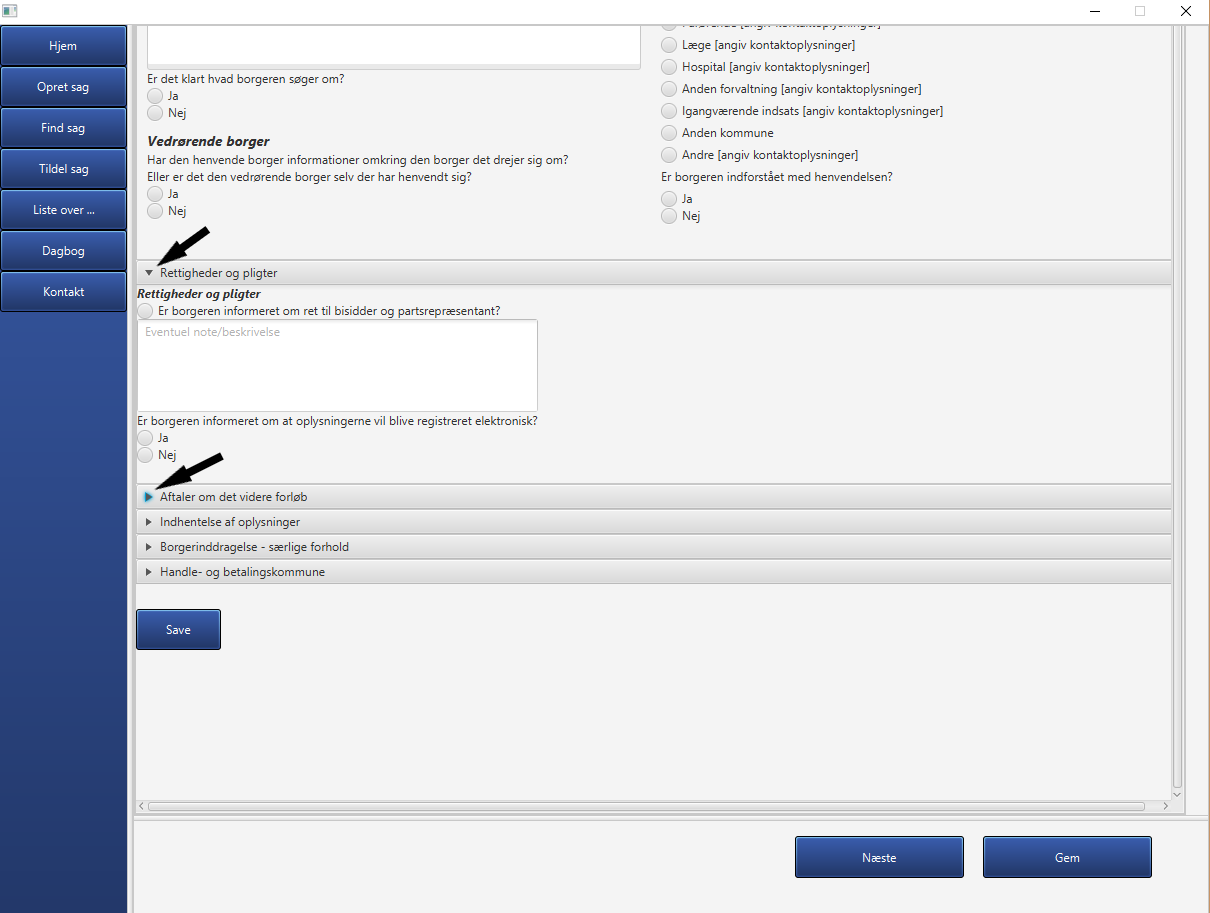 Hjem
Opret sag
Find sag
Tildel sag
Liste over ...
Dagbog
Kontakt
Er det klart hvad borgeren søger om?
Ja
Nej
Vedrørende borger
Har den henvende borger informationer omkring den borger det drejer sig om?
Eller er det den vedrørende borger selv der har henvendt sig?
Ja
Nej
Læge [angiv kontaktoplysninger]
Hospital [angiv kontaktoplysninger]
Anden forvaltning [angiv kontaktoplysninger]
Igangværende indsats [angiv kontaktoplysninger]
Anden kommune
Andre [angiv kontaktoplysninger]
Er borgeren indforstået med henvendelsen?
Ja
Nej
Rettigheder og pligter
Rettigheder og pligter
Er borgeren informeret om ret til bisidder og partsrepræsentant?
Eventuel note/beskrivelse
Er borgeren informeret om at oplysningerne vil blive registreret elektronisk?
Ja
Nej
Aftaler om det videre forløb
Indhentelse af oplysninger
Borgerinddragelse - særlige forhold
Handle- og betalingskommune
Save
Næste
Gem